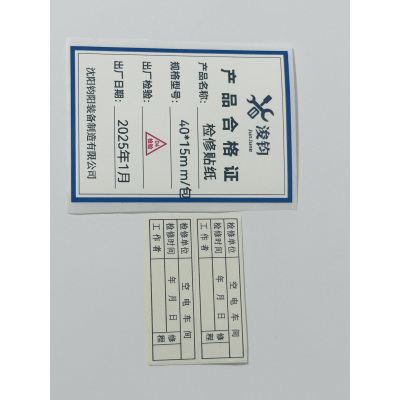 浚钧
产品合格证
产品名称： 检修贴纸
规格型号： 40*15mm/包
出厂检验：
检验
出厂日期： 2025年1月
沈阳钧阳装备制造有限公司
检修单位 空电车间
检修时间 年 月 日 修程
工作者
检修单位 空电车间
检修时间 年 月 日 修程
工作者